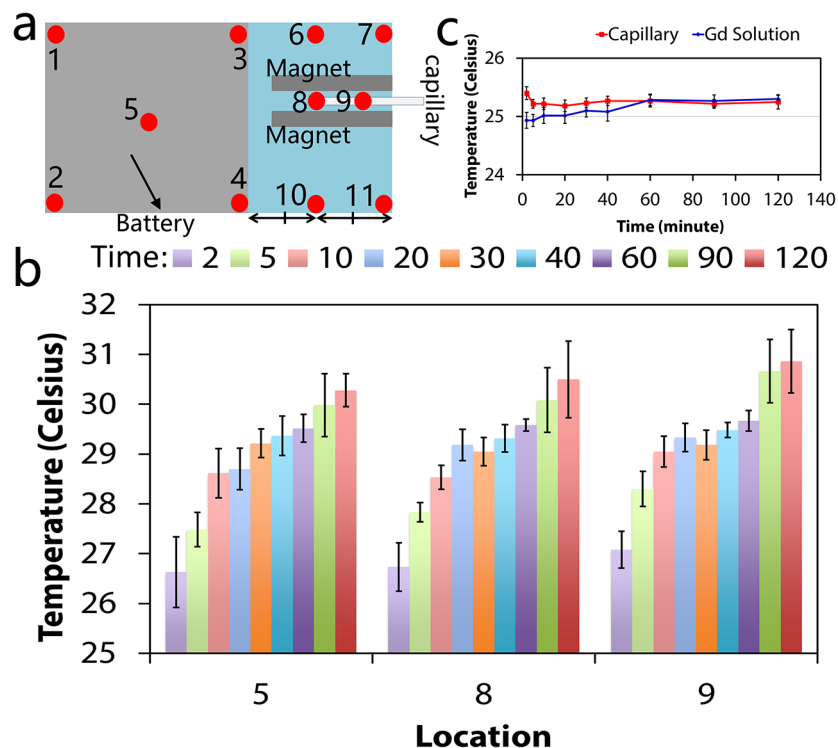 a
1
2
3
4
5
6
7
8
9
10
11
Magnet
Magnet
capillary
Battery
c
Capillary
Gd Solution
Temperature (Celsius)
26
25
24
0 20 40 60 80 100 120 140
Time (minute)
b
Time: 2 5 10 20 30 40 60 90 120
Temperature (Celsius)
32
31
30
29
28
27
26
25
5 8 9
Location